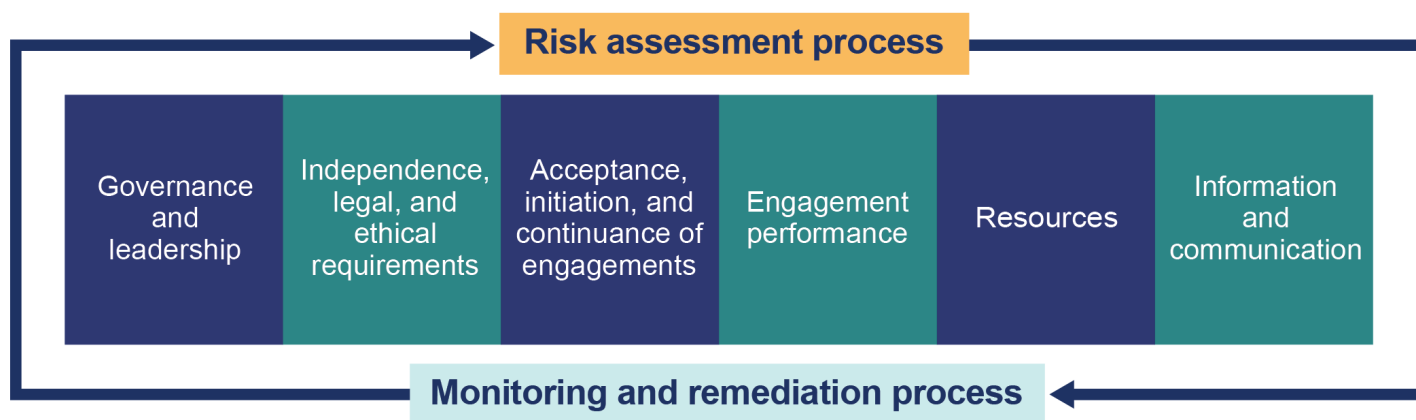 Risk assessment process
Governance
and
leadership
Independence,
legal, and
ethical
requirements
Acceptance,
initiation, and
continuance of
engagements
Engagement
performance
Resources
Information
and
communication
Monitoring and remediation process